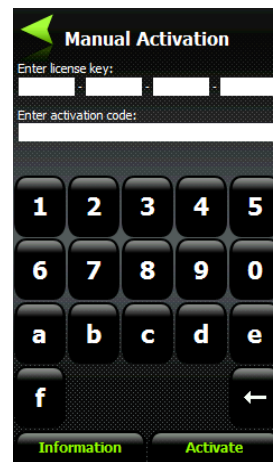 Manual Activation
Enter license key:
- - -
Enter activation code:
1 2 3 4 5
6 7 8 9 0
a b c d e
f ←
Information Activate